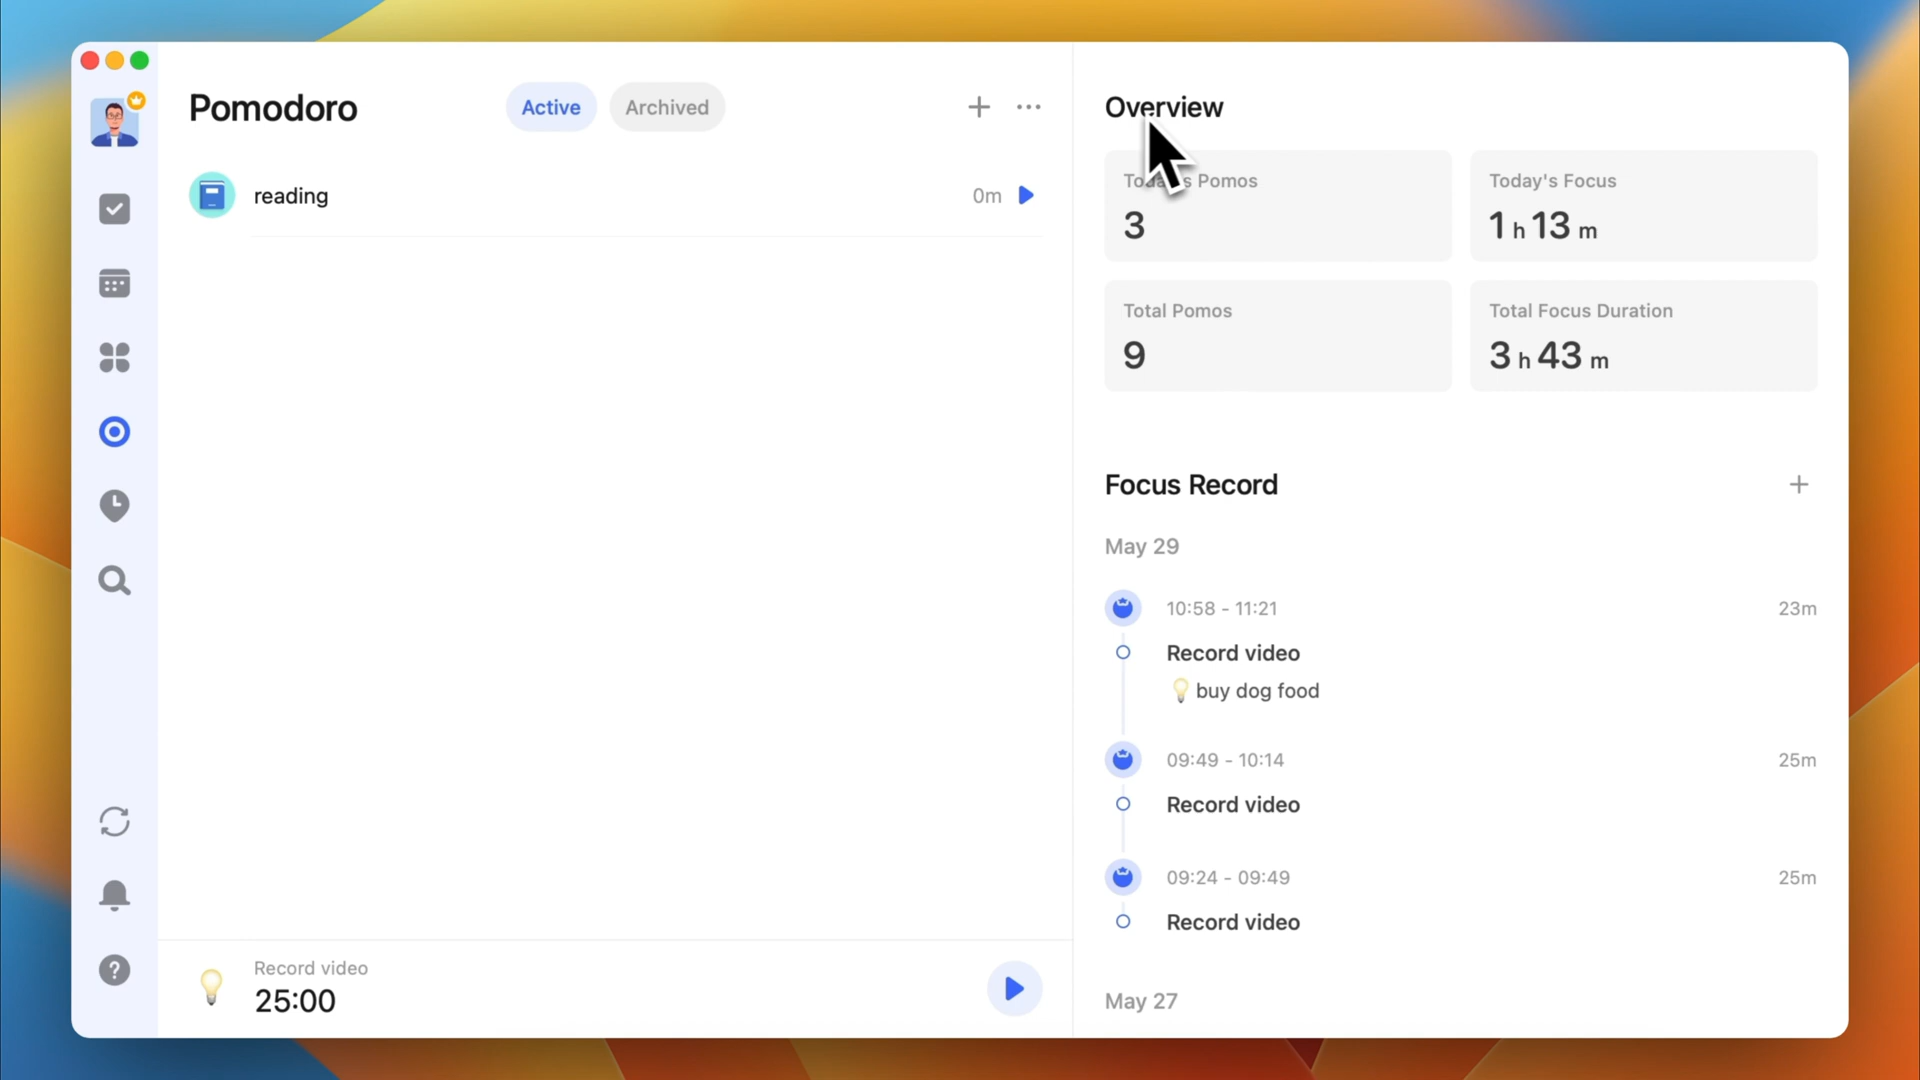 Pomodoro
Active
Archived
reading
0m
Record video
25:00
Overview
Today's Pomos
3
Today's Focus
1 h 13 m
Total Pomos
9
Total Focus Duration
3 h 43 m
Focus Record
May 29
10:58 - 11:21
23m
Record video
buy dog food
09:49 - 10:14
25m
Record video
09:24 - 09:49
25m
Record video
May 27